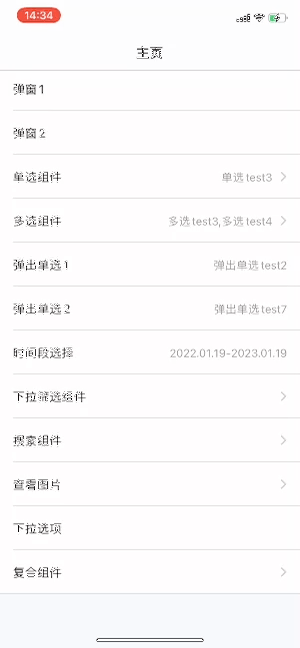 14:34
主页
弹窗1
弹窗2
单选组件 单选test3
多选组件 多选test3,多选test4
弹出单选1 弹出单选test2
弹出单选2 弹出单选test7
时间段选择 2022.01.19-2023.01.19
下拉筛选组件
搜索组件
查看图片
下拉选项
复合组件